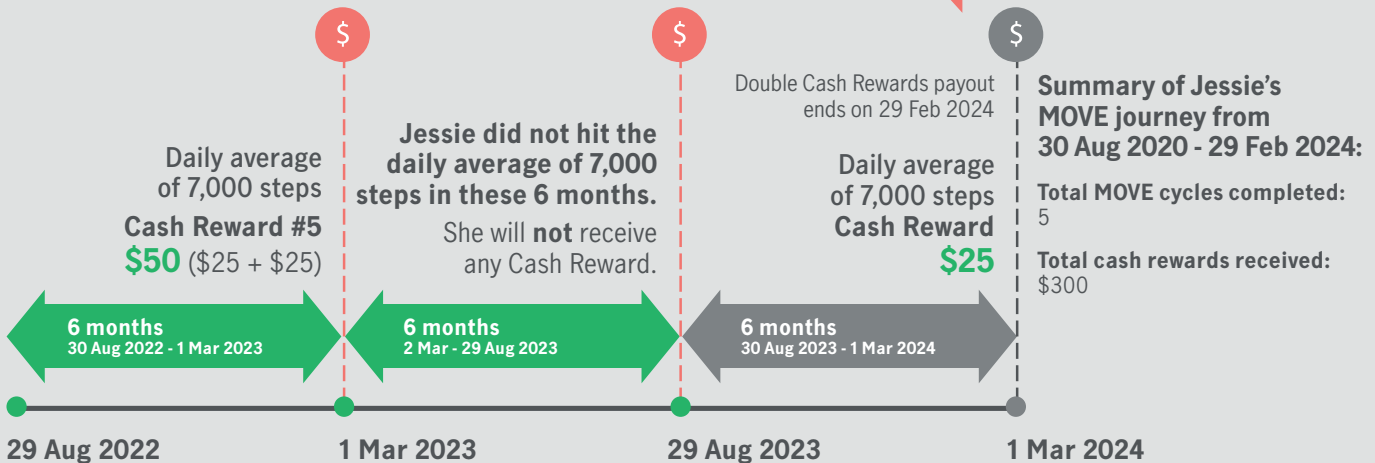 $
$
$
Daily average
of 7,000 steps
Cash Reward #5
$50 ($25 + $25)
Jessie did not hit the
daily average of 7,000
steps in these 6 months.
She will not receive
any Cash Reward.
Double Cash Rewards payout
ends on 29 Feb 2024
Daily average
of 7,000 steps
Cash Reward
$25
Summary of Jessie's
MOVE journey from
30 Aug 2020 - 29 Feb 2024:
Total MOVE cycles completed:
5
Total cash rewards received:
$300
6 months
30 Aug 2022 - 1 Mar 2023
6 months
2 Mar - 29 Aug 2023
6 months
30 Aug 2023 - 1 Mar 2024
29 Aug 2022
1 Mar 2023
29 Aug 2023
1 Mar 2024